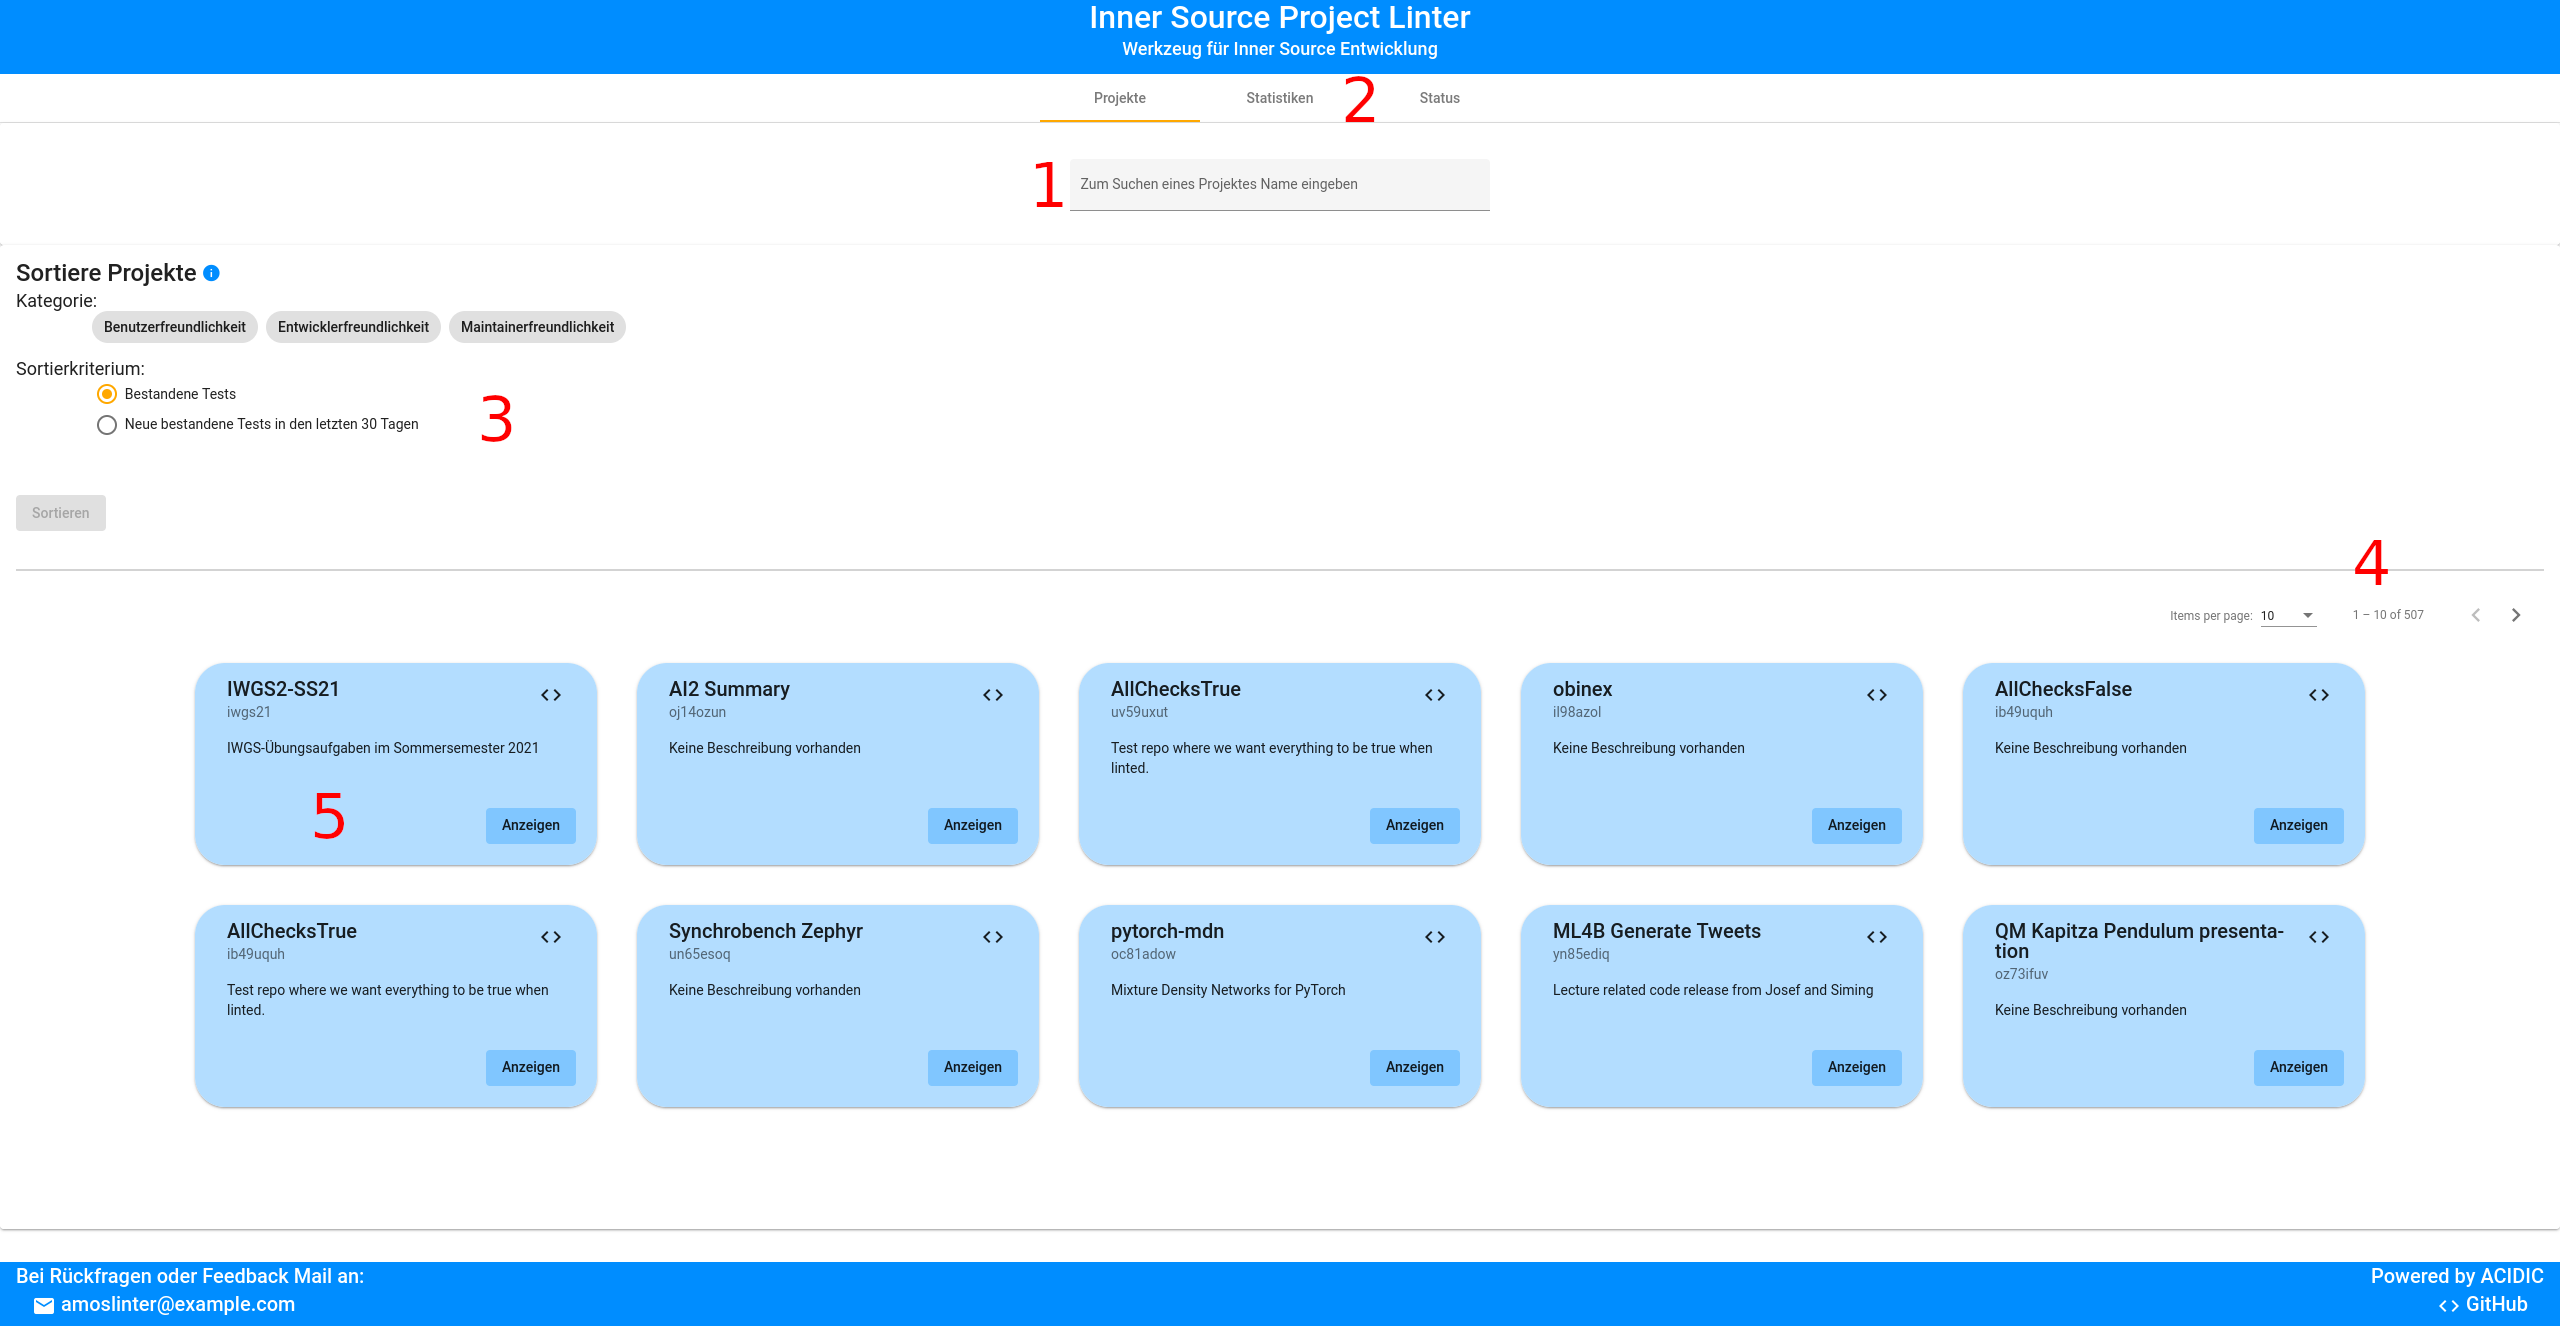 Inner Source Project Linter
Werkzeug für Inner Source Entwicklung
Projekte Statistiken 2 Status
1 Zum Suchen eines Projektes Name eingeben
Sortiere Projekte
Kategorie:
Benutzerfreundlichkeit Entwicklerfreundlichkeit Maintainerfreundlichkeit
Sortierkriterium:
Bestandene Tests
3
Neue bestandene Tests in den letzten 30 Tagen
Sortieren
4
Items per page: 10 1 – 10 of 507
IWGS2-SS21
iwgs21
IWGS-Übungsaufgaben im Sommersemester 2021
5
Anzeigen
AI2 Summary
oj14ozun
Keine Beschreibung vorhanden
Anzeigen
AllChecksTrue
uv59uxut
Test repo where we want everything to be true when
linted.
Anzeigen
obinex
il98azol
Keine Beschreibung vorhanden
Anzeigen
AllChecksFalse
ib49uquh
Keine Beschreibung vorhanden
Anzeigen
AllChecksTrue
ib49uquh
Test repo where we want everything to be true when
linted.
Anzeigen
Synchrobench Zephyr
un65esoq
Keine Beschreibung vorhanden
Anzeigen
pytorch-mdn
oc81adow
Mixture Density Networks for PyTorch
Anzeigen
ML4B Generate Tweets
yn85ediq
Lecture related code release from Josef and Siming
Anzeigen
QM Kapitza Pendulum presenta-
tion
oz73ifuv
Keine Beschreibung vorhanden
Anzeigen
Bei Rückfragen oder Feedback Mail an:
amoslinter@example.com
Powered by ACIDIC
GitHub